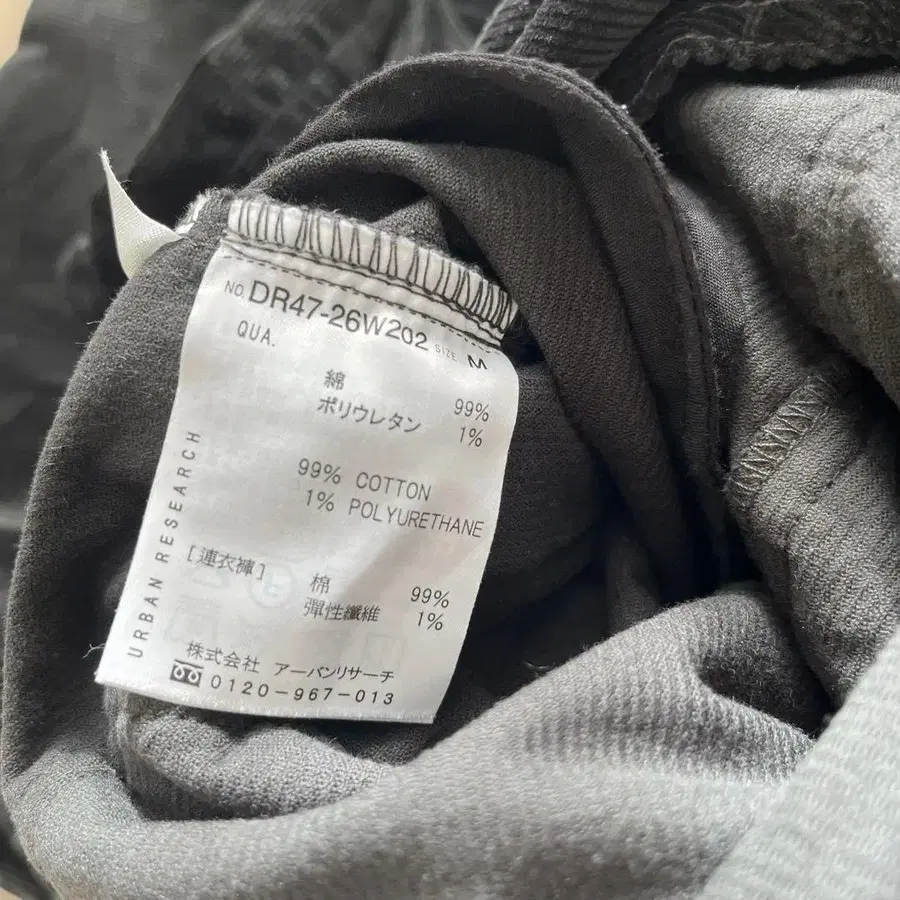 NO. DR47-26W202 SIZE M
QUA.
綿 99%
ポリウレタン 1%
99% COTTON
1% POLYURETHANE
[連衣褲]
棉 99%
彈性纖維 1%
URBAN RESEARCH
株式会社 アーバンリサーチ
0120-967-013